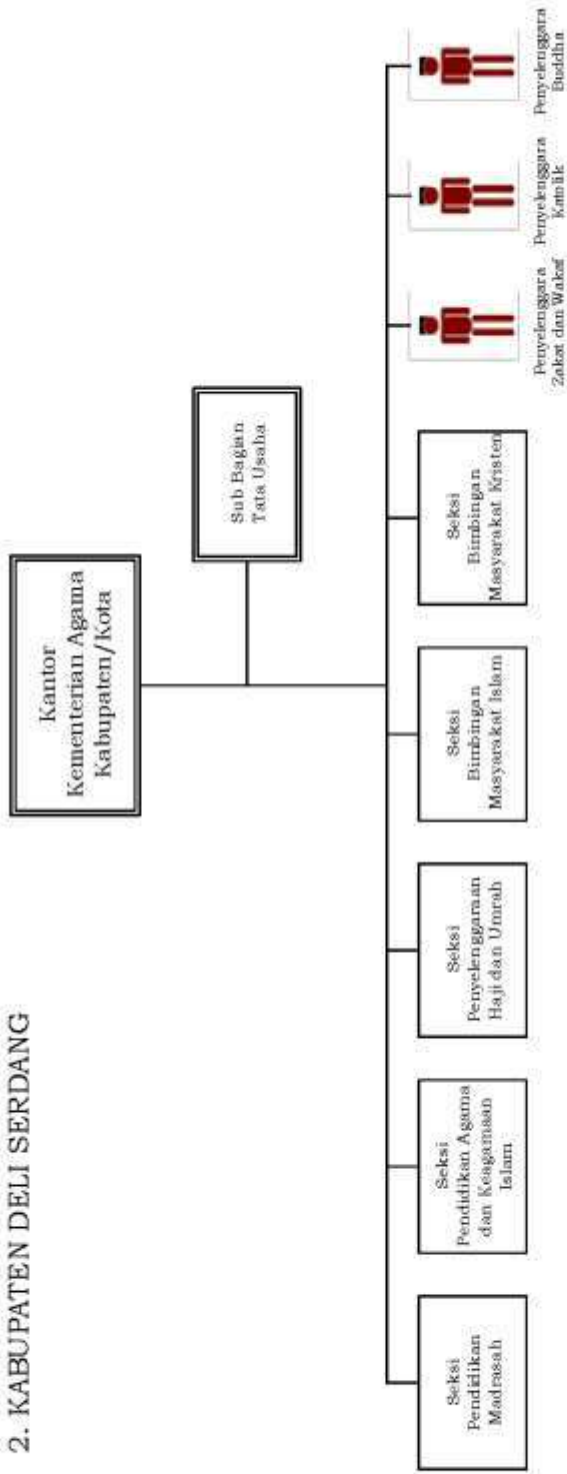 2. KABUPATEN DELI SERDANG
Kantor
Kementerian Agama
Kabupaten/Kota
Sub Bagian
Tata Usaha
Seksi
Pendidikan
Madrasah
Seksi
Pendidikan Agama
dan Keagamaan
Islam
Seksi
Penyelenggaraan
Haji dan Umrah
Seksi
Bimbingan
Masyarakat Islam
Seksi
Bimbingan
Masyarakat Kristen
Penyelenggara
Zakat dan Wakaf
Penyelenggara
Katolik
Penyelenggara
Buddha